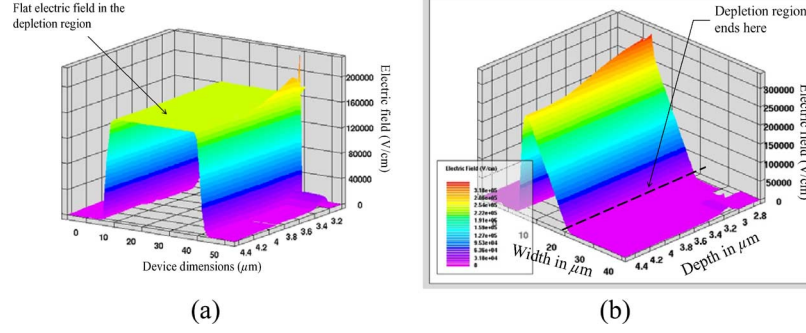 Flat electric field in the
depletion region
200000
160000
120000
80000
40000
0
Electric field (V/cm)
0
10
20
30
40
50
4.4
4.2
4
3.8
3.6
3.4
3.2
Device dimensions (μm)
(a)
Depletion region
ends here
300000
250000
200000
150000
100000
50000
0
Electric field (V/cm)
Electric Field (V/cm)
3.18e+05
2.86e+05
2.54e+05
2.22e+05
1.91e+05
1.59e+05
1.27e+05
9.53e+04
6.36e+04
3.18e+04
0
10
20
30
40
Width in μm
4.4
4.2
4
3.8
3.6
3.4
3.2
3
2.8
Depth in μm
(b)